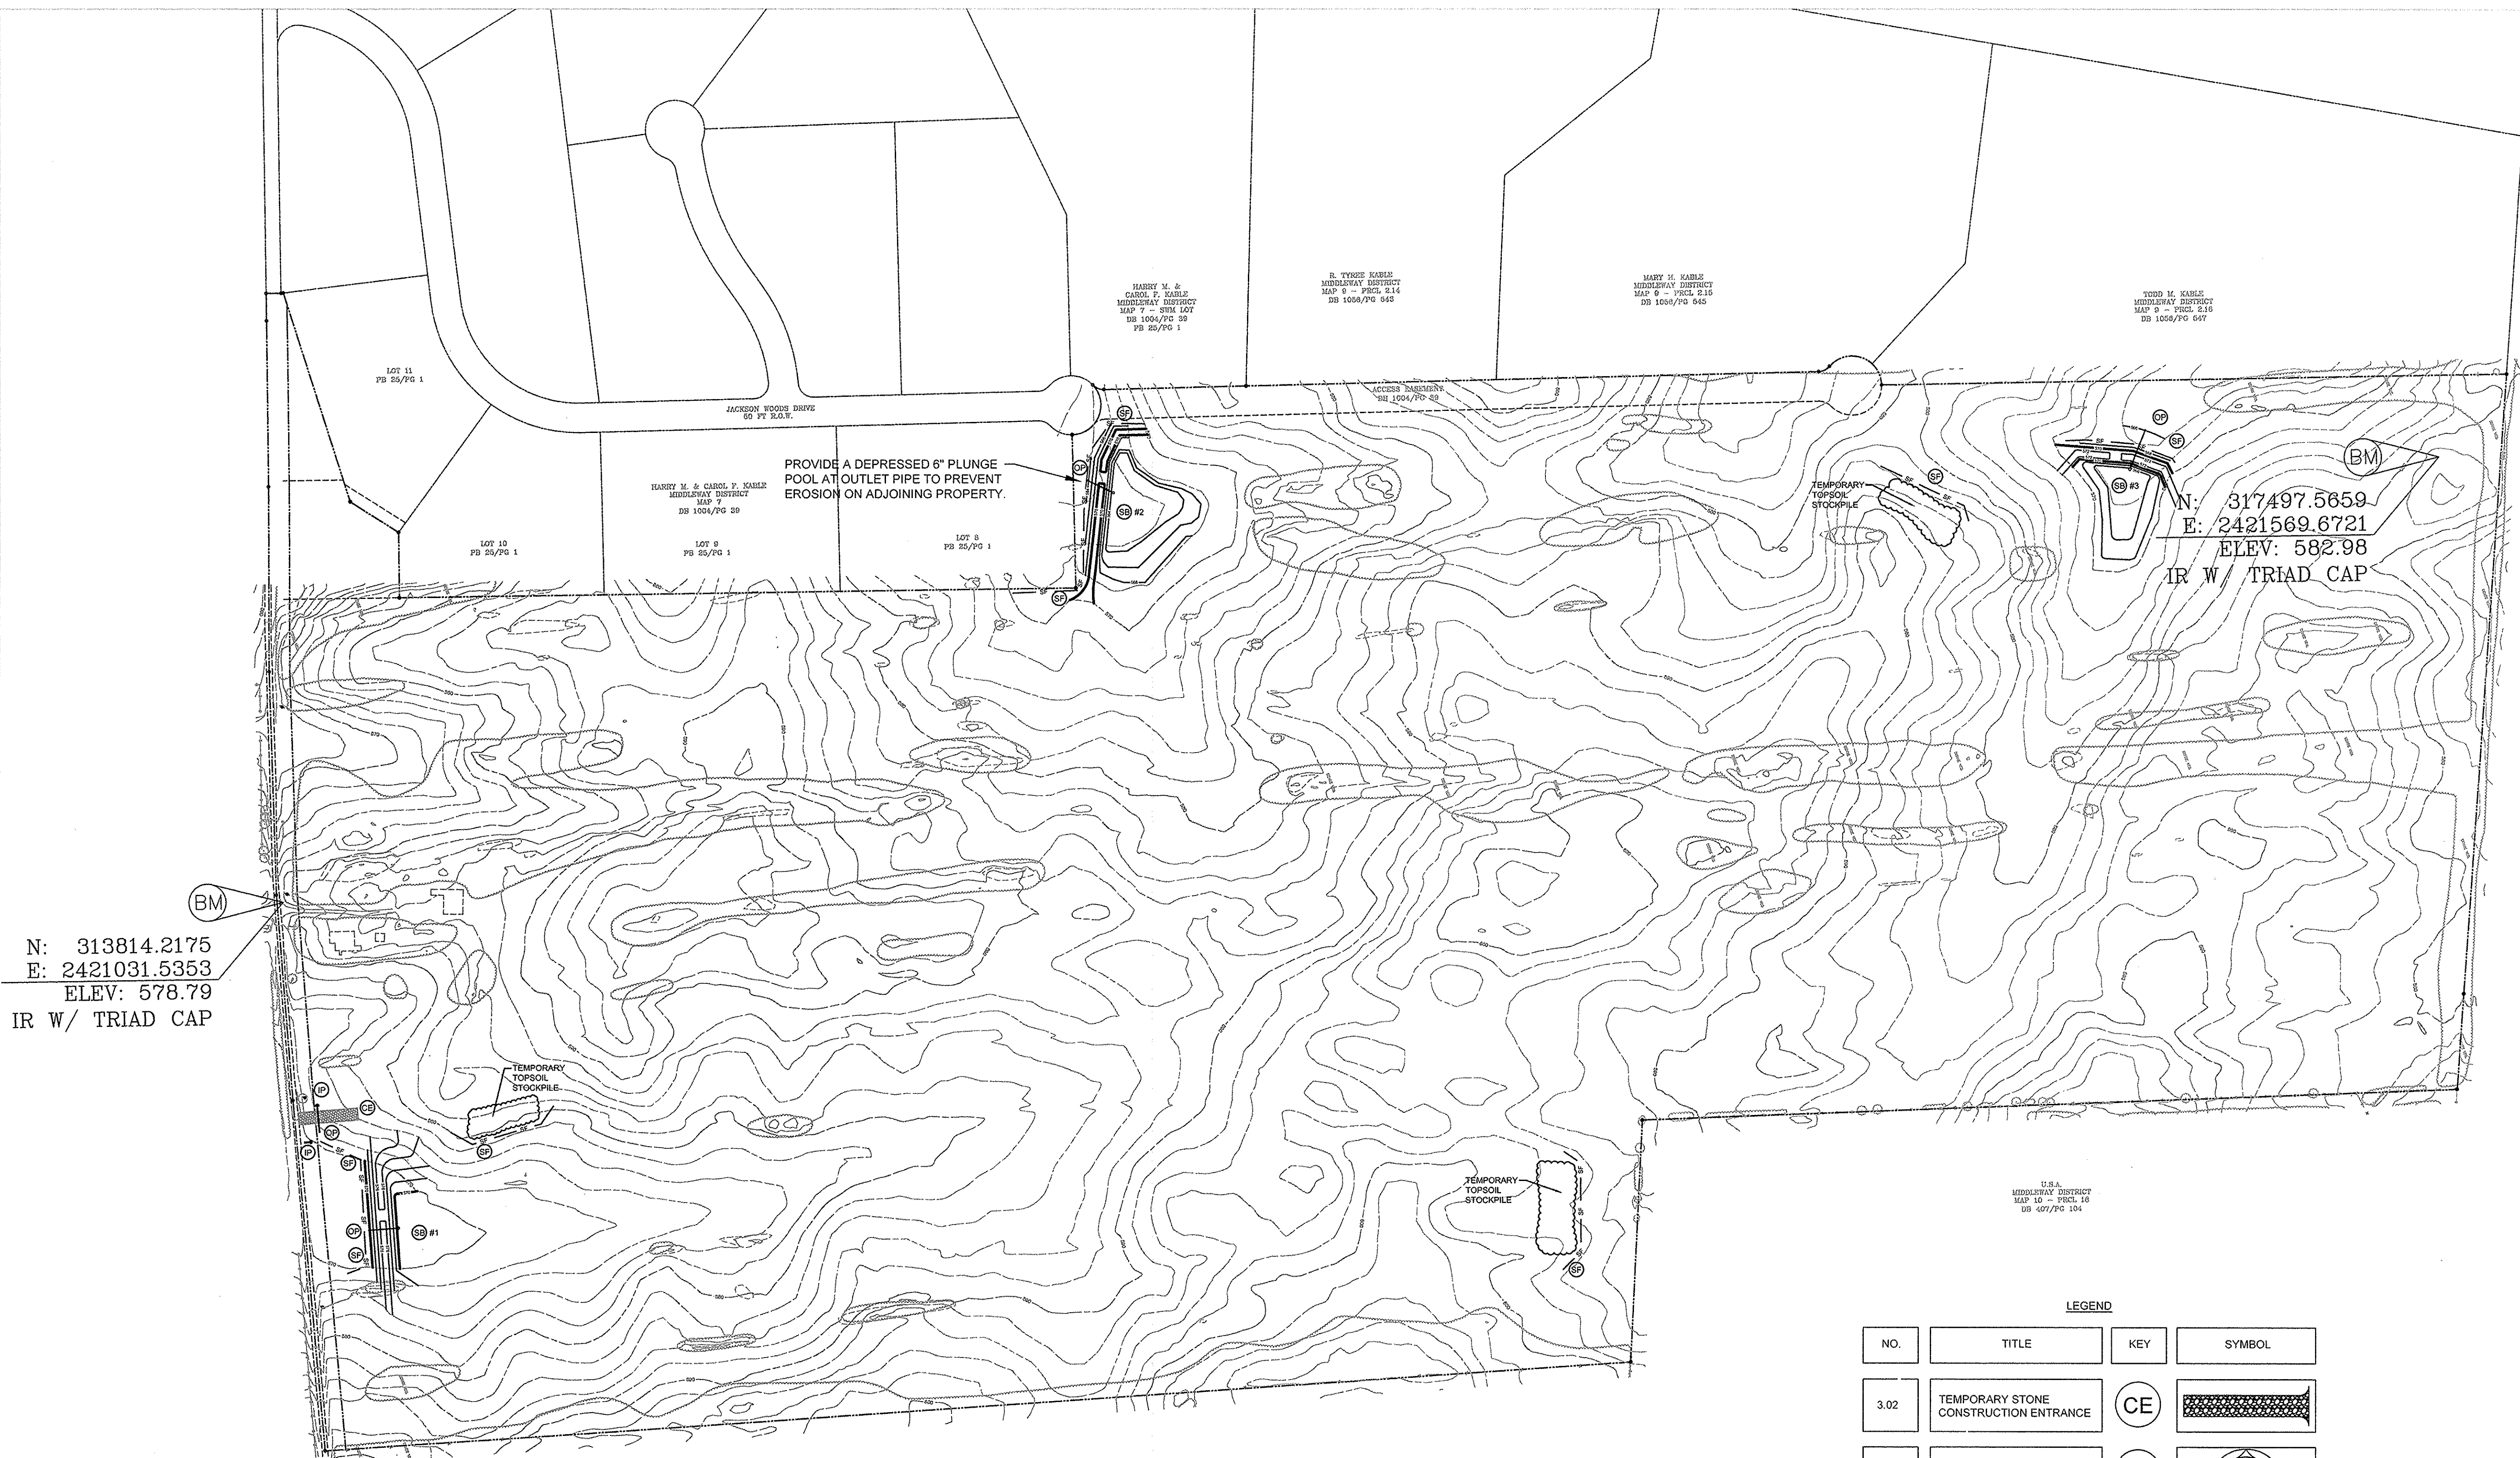 HARRY M. &
CAROL F. KABLE
MIDDLEWAY DISTRICT
MAP 7 - SWM LOT
DB 1004/PG 39
PB 25/PG 1
R. TYREE KABLE
MIDDLEWAY DISTRICT
MAP 9 - PRCL 2.14
DB 1056/PG 543
MARY H. KABLE
MIDDLEWAY DISTRICT
MAP 9 - PRCL 2.15
DB 1056/PG 545
TODD M. KABLE
MIDDLEWAY DISTRICT
MAP 9 - PRCL 2.16
DB 1056/PG 547
LOT 11
PB 25/PG 1
JACKSON WOODS DRIVE
50 FT R.O.W.
ACCESS EASEMENT
DB 1004/PG 39
SF
OP
SF
BM
N: 317497.5659
E: 2421569.6721
ELEV: 582.98
IR W/ TRIAD CAP
SB #3
PROVIDE A DEPRESSED 6" PLUNGE
POOL AT OUTLET PIPE TO PREVENT
EROSION ON ADJOINING PROPERTY.
OP
SB #2
SF
TEMPORARY
TOPSOIL
STOCKPILE
SF
HARRY M. & CAROL F. KABLE
MIDDLEWAY DISTRICT
MAP 7
DB 1004/PG 39
LOT 10
PB 25/PG 1
LOT 9
PB 25/PG 1
LOT 8
PB 25/PG 1
BM
N: 313814.2175
E: 2421031.5353
ELEV: 578.79
IR W/ TRIAD CAP
TEMPORARY
TOPSOIL
STOCKPILE
SF
IP
CE
OP
IP
SF
OP
SF
SB #1
TEMPORARY
TOPSOIL
STOCKPILE
SF
U.S.A.
MIDDLEWAY DISTRICT
MAP 10 - PRCL 16
DB 407/PG 104
LEGEND
NO. TITLE KEY SYMBOL
3.02 TEMPORARY STONE
CONSTRUCTION ENTRANCE CE